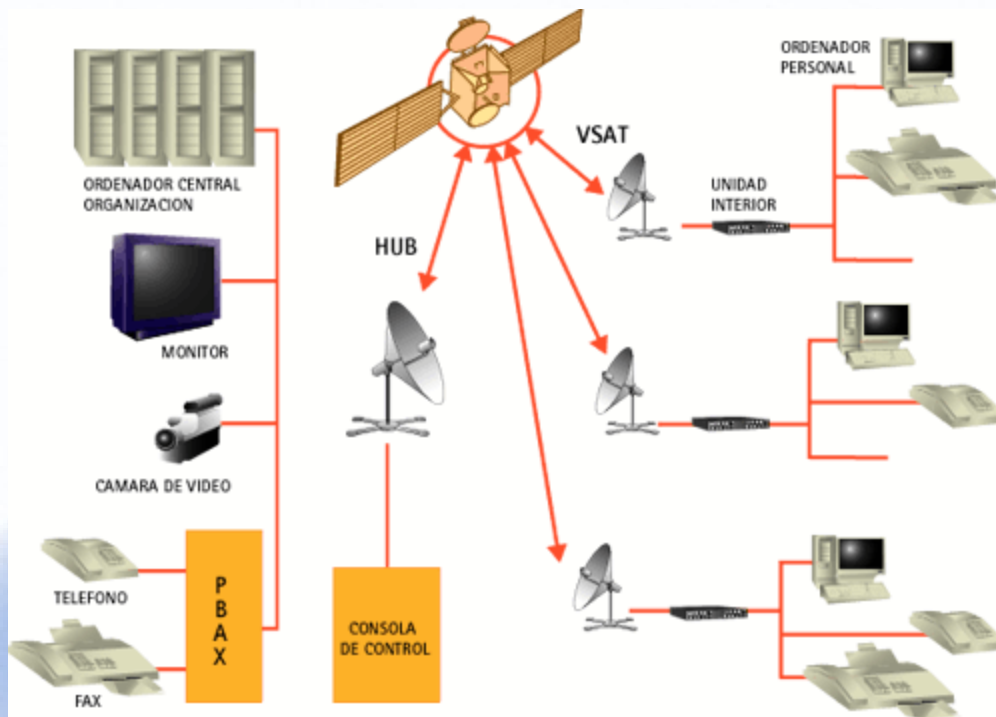 ORDENADOR CENTRAL
ORGANIZACION
MONITOR
CAMARA DE VIDEO
TELEFONO
FAX
P
B
A
X
HUB
CONSOLA
DE CONTROL
VSAT
UNIDAD
INTERIOR
ORDENADOR
PERSONAL